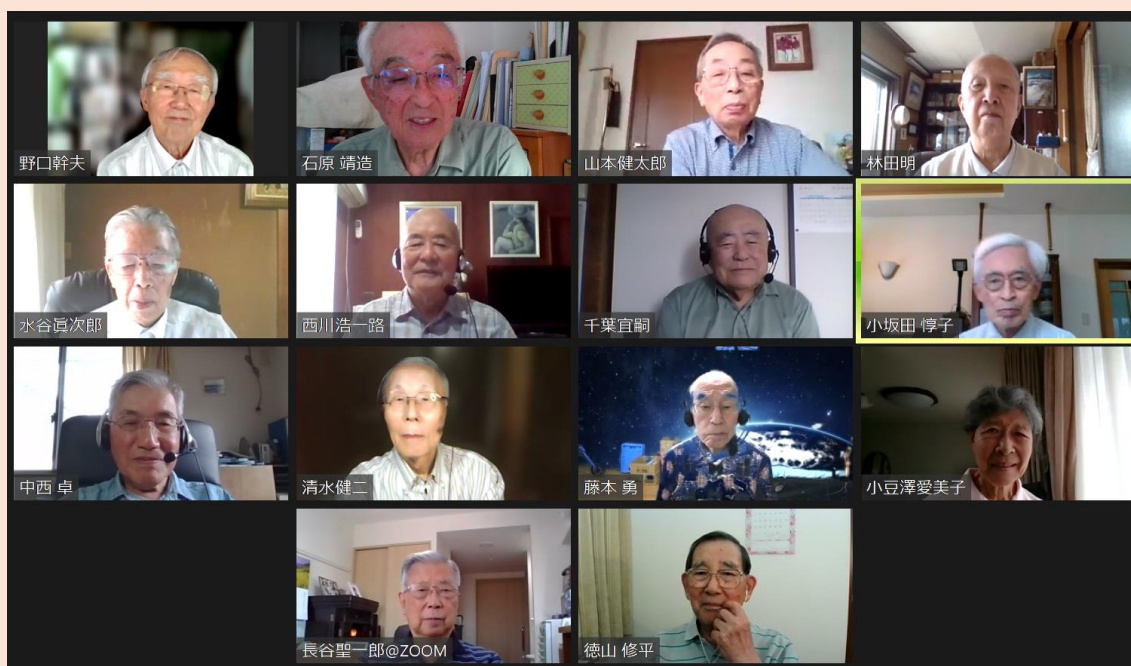 野口幹夫
石原 靖造
山本健太郎
林田明
水谷眞次郎
西川浩一路
千葉宜嗣
小坂田 惇子
中西 卓
清水健二
藤本 勇
小豆澤愛美子
長谷聖一郎@ZOOM
徳山 修平